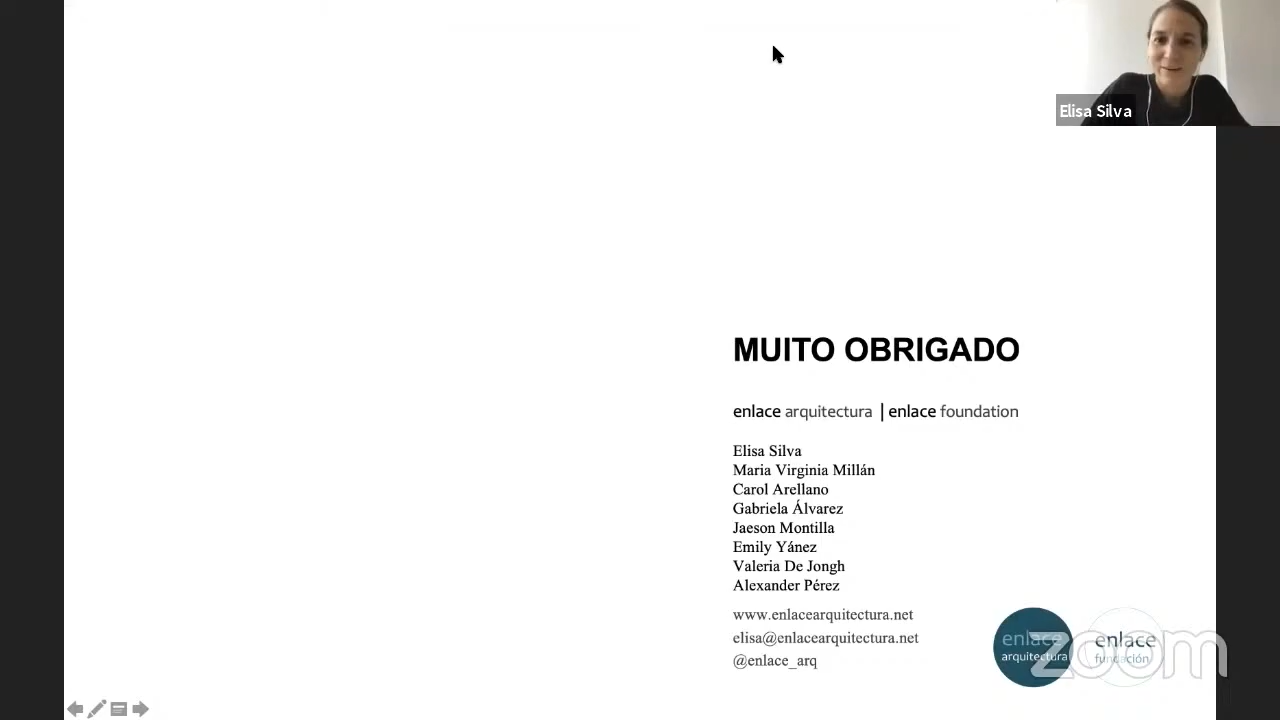 Elisa Silva
MUITO OBRIGADO
enlace arquitectura | enlace foundation
Elisa Silva
Maria Virginia Millán
Carol Arellano
Gabriela Álvarez
Jaeson Montilla
Emily Yánez
Valeria De Jongh
Alexander Pérez
www.enlacearquitectura.net
elisa@enlacearquitectura.net
@enlace_arq
enlace
arquitectura
enlace
fundación
zoom